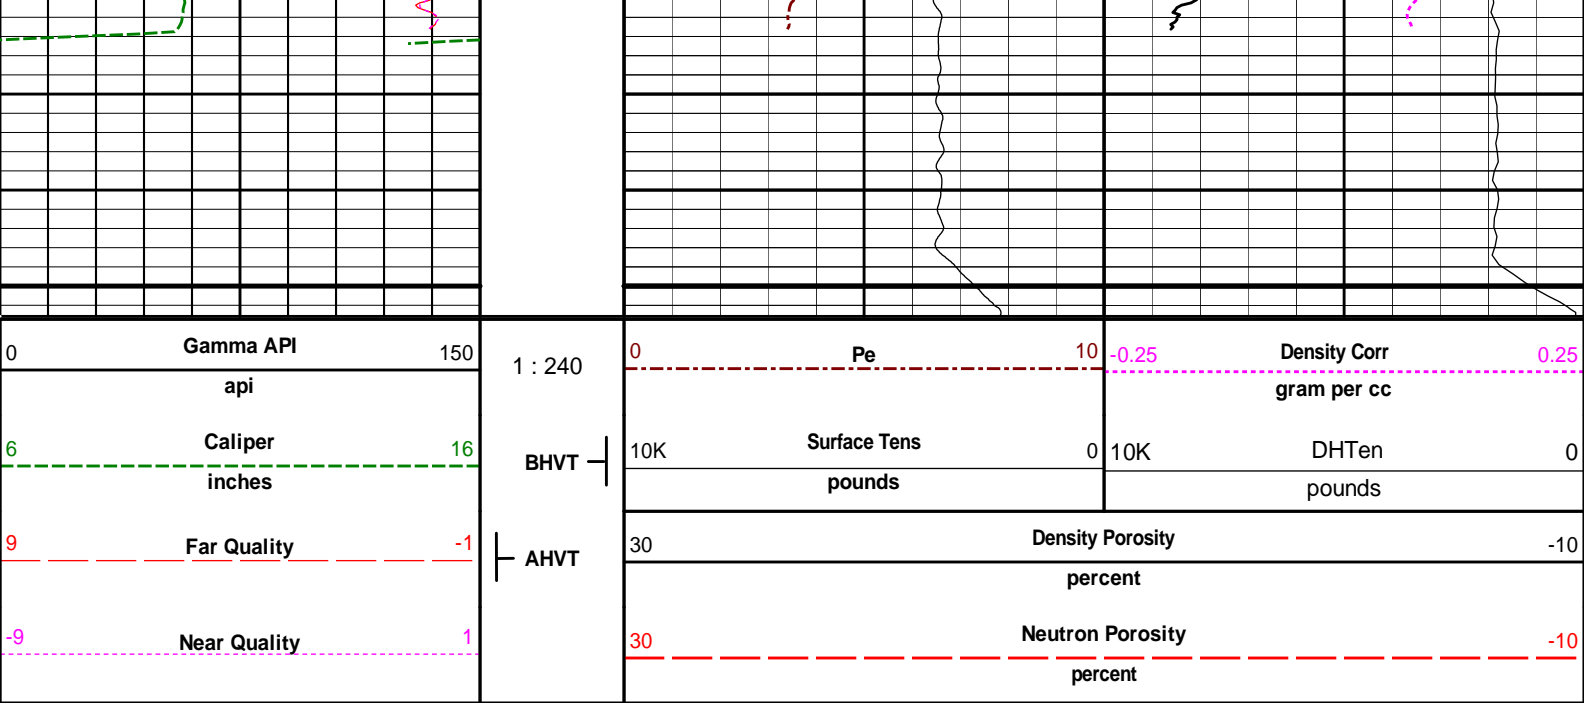 0 Gamma API 150
api
6 Caliper 16
inches
9 Far Quality -1
-9 Near Quality 1
1 : 240
BHVT
AHVT
0 Pe 10
10K Surface Tens 0
pounds
-0.25 Density Corr 0.25
gram per cc
10K DHTen 0
pounds
30 Density Porosity -10
percent
30 Neutron Porosity -10
percent